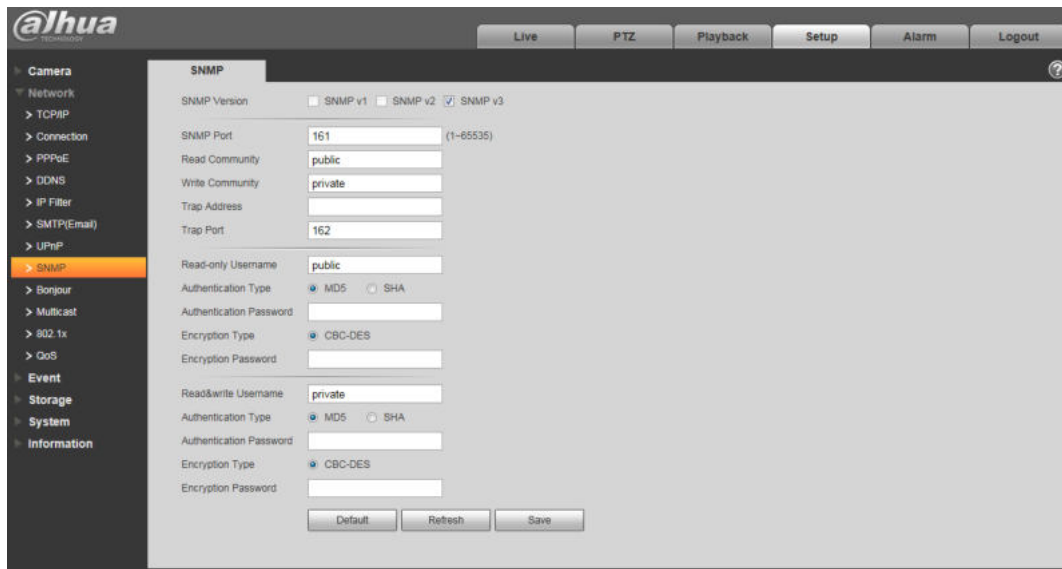 alhua
TECHNOLOGY
Live PTZ Playback Setup Alarm Logout
Camera
Network
> TCP/IP
> Connection
> PPPoE
> DDNS
> IP Filter
> SMTP(Email)
> UPnP
> SNMP
> Bonjour
> Multicast
> 802.1x
> QoS
Event
Storage
System
Information
SNMP
?
SNMP Version SNMP v1 SNMP v2 SNMP v3
SNMP Port 161 (1~65535)
Read Community public
Write Community private
Trap Address
Trap Port 162
Read-only Username public
Authentication Type MD5 SHA
Authentication Password
Encryption Type CBC-DES
Encryption Password
Read&write Username private
Authentication Type MD5 SHA
Authentication Password
Encryption Type CBC-DES
Encryption Password
Default Refresh Save